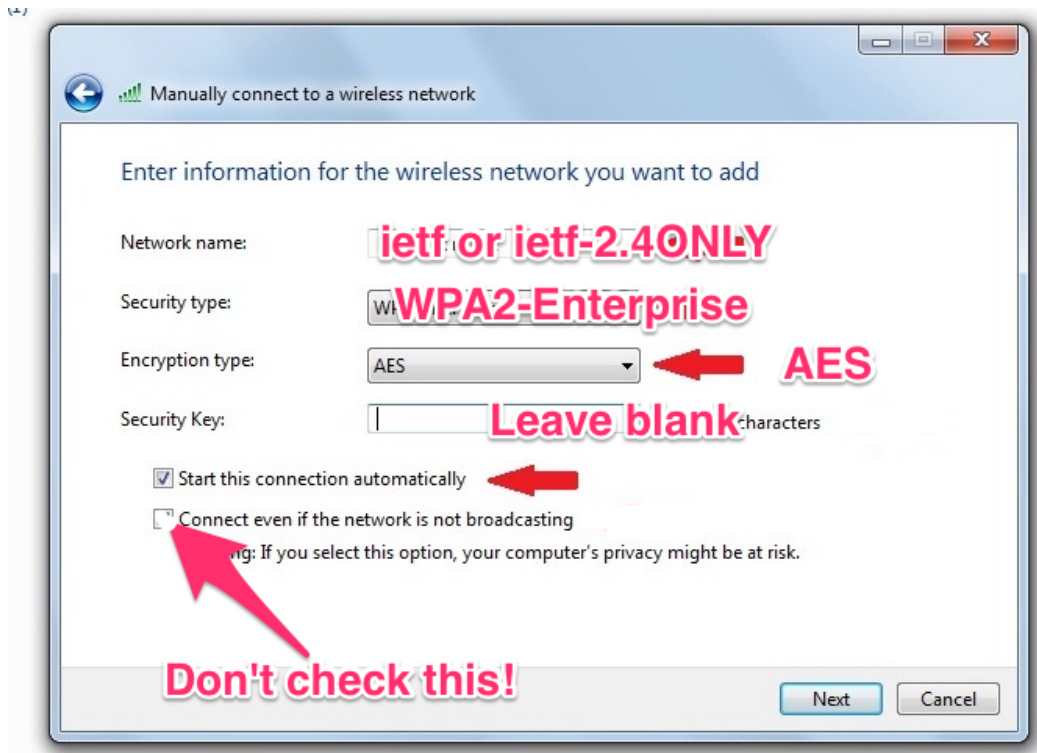 (1)
Manually connect to a wireless network
Enter information for the wireless network you want to add
Network name: ietf or ietf-2.4ONLY
Security type: WPA2-Enterprise
Encryption type: AES AES
Security Key: Leave blank characters
Start this connection automatically
Connect even if the network is not broadcasting
If you select this option, your computer's privacy might be at risk.
Don't check this!
Next Cancel